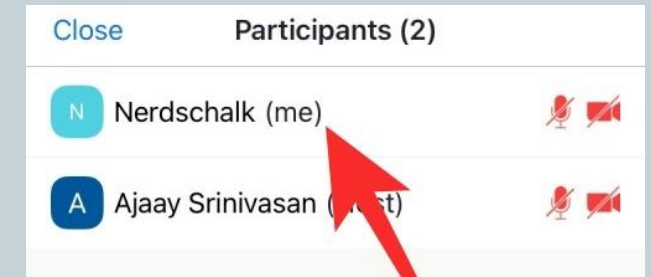 Close Participants (2)
N Nerdschalk (me)
A Ajaay Srinivasan